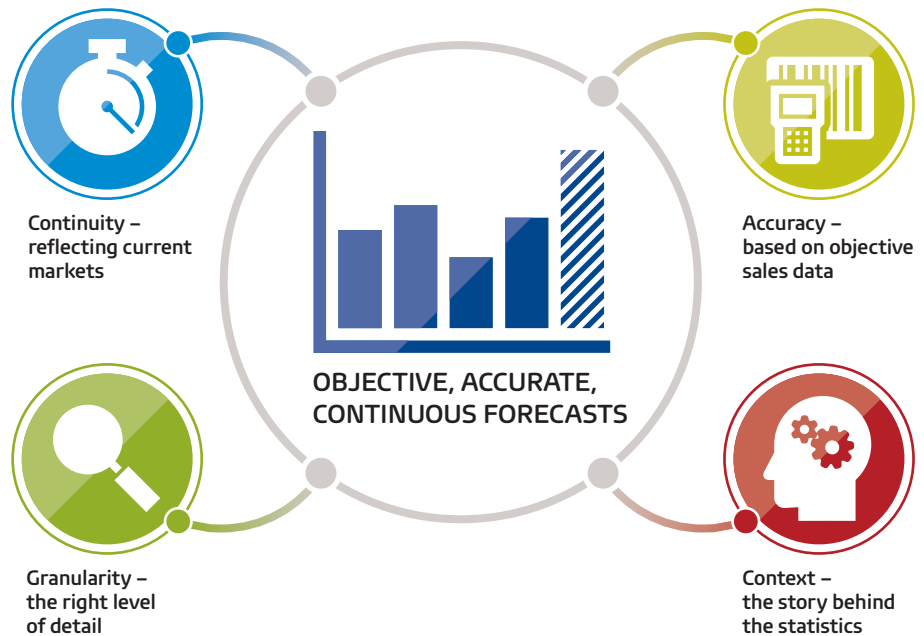 Continuity –
reflecting current
markets
Accuracy –
based on objective
sales data
OBJECTIVE, ACCURATE,
CONTINUOUS FORECASTS
Granularity –
the right level
of detail
Context –
the story behind
the statistics